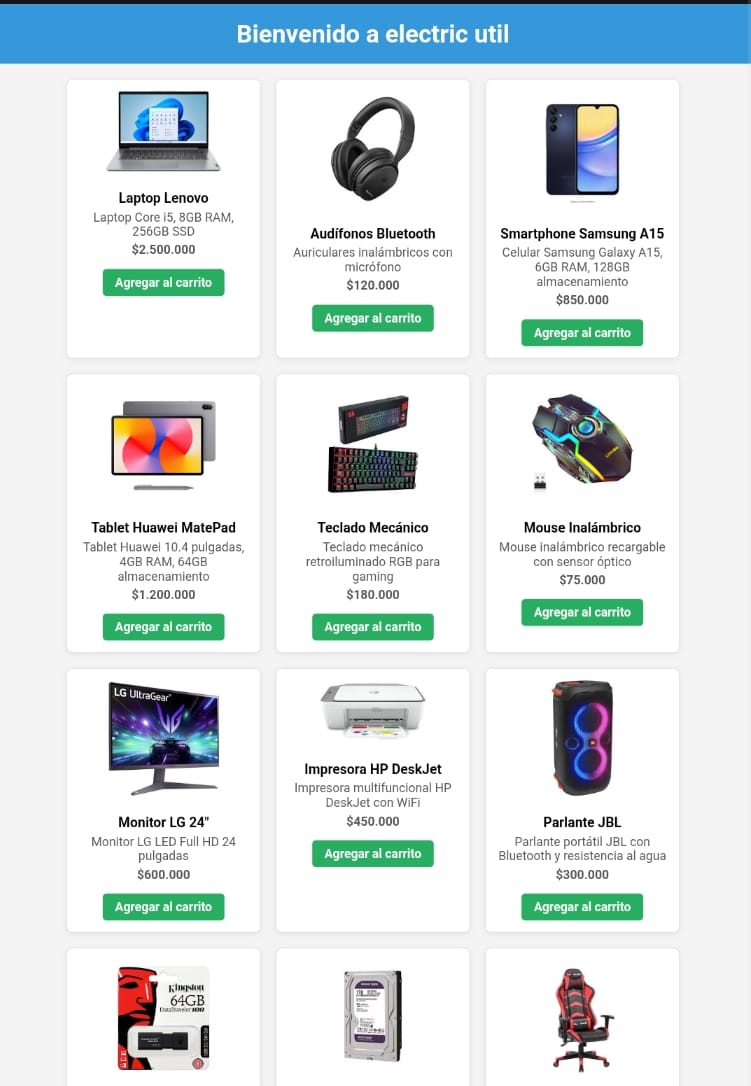 Bienvenido a electric util
Laptop Lenovo
Laptop Core i5, 8GB RAM,
256GB SSD
$2.500.000
Agregar al carrito
Audífonos Bluetooth
Auriculares inalámbricos con
micrófono
$120.000
Agregar al carrito
Smartphone Samsung A15
Celular Samsung Galaxy A15,
6GB RAM, 128GB
almacenamiento
$850.000
Agregar al carrito
Tablet Huawei MatePad
Tablet Huawei 10.4 pulgadas,
4GB RAM, 64GB
almacenamiento
$1.200.000
Agregar al carrito
Teclado Mecánico
Teclado mecánico
retroiluminado RGB para
gaming
$180.000
Agregar al carrito
Mouse Inalámbrico
Mouse inalámbrico recargable
con sensor óptico
$75.000
Agregar al carrito
LG UltraGear
Monitor LG 24"
Monitor LG LED Full HD 24
pulgadas
$600.000
Agregar al carrito
Impresora HP DeskJet
Impresora multifuncional HP
DeskJet con WiFi
$450.000
Agregar al carrito
Parlante JBL
Parlante portátil JBL con
Bluetooth y resistencia al agua
$300.000
Agregar al carrito
Kingston
64GB
DataTraveler 100